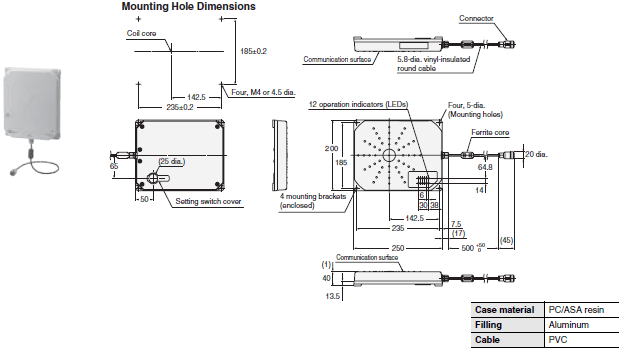 Mounting Hole Dimensions
Coil core
185±0.2
142.5
235±0.2
Four, M4 or 4.5 dia.
Connector
Communication surface
5.8-dia. vinyl-insulated
round cable
12 operation indicators (LEDs)
Four, 5-dia.
(Mounting holes)
Ferrite core
200
185
20 dia.
64.8
14
65
(25 dia.)
50
Setting switch cover
4 mounting brackets
(enclosed)
6
30
38
142.5
7.5
235
(17)
250
500 +50 0
(45)
Communication surface
(1)
40
13.5
Case material PC/ASA resin
Filling Aluminum
Cable PVC